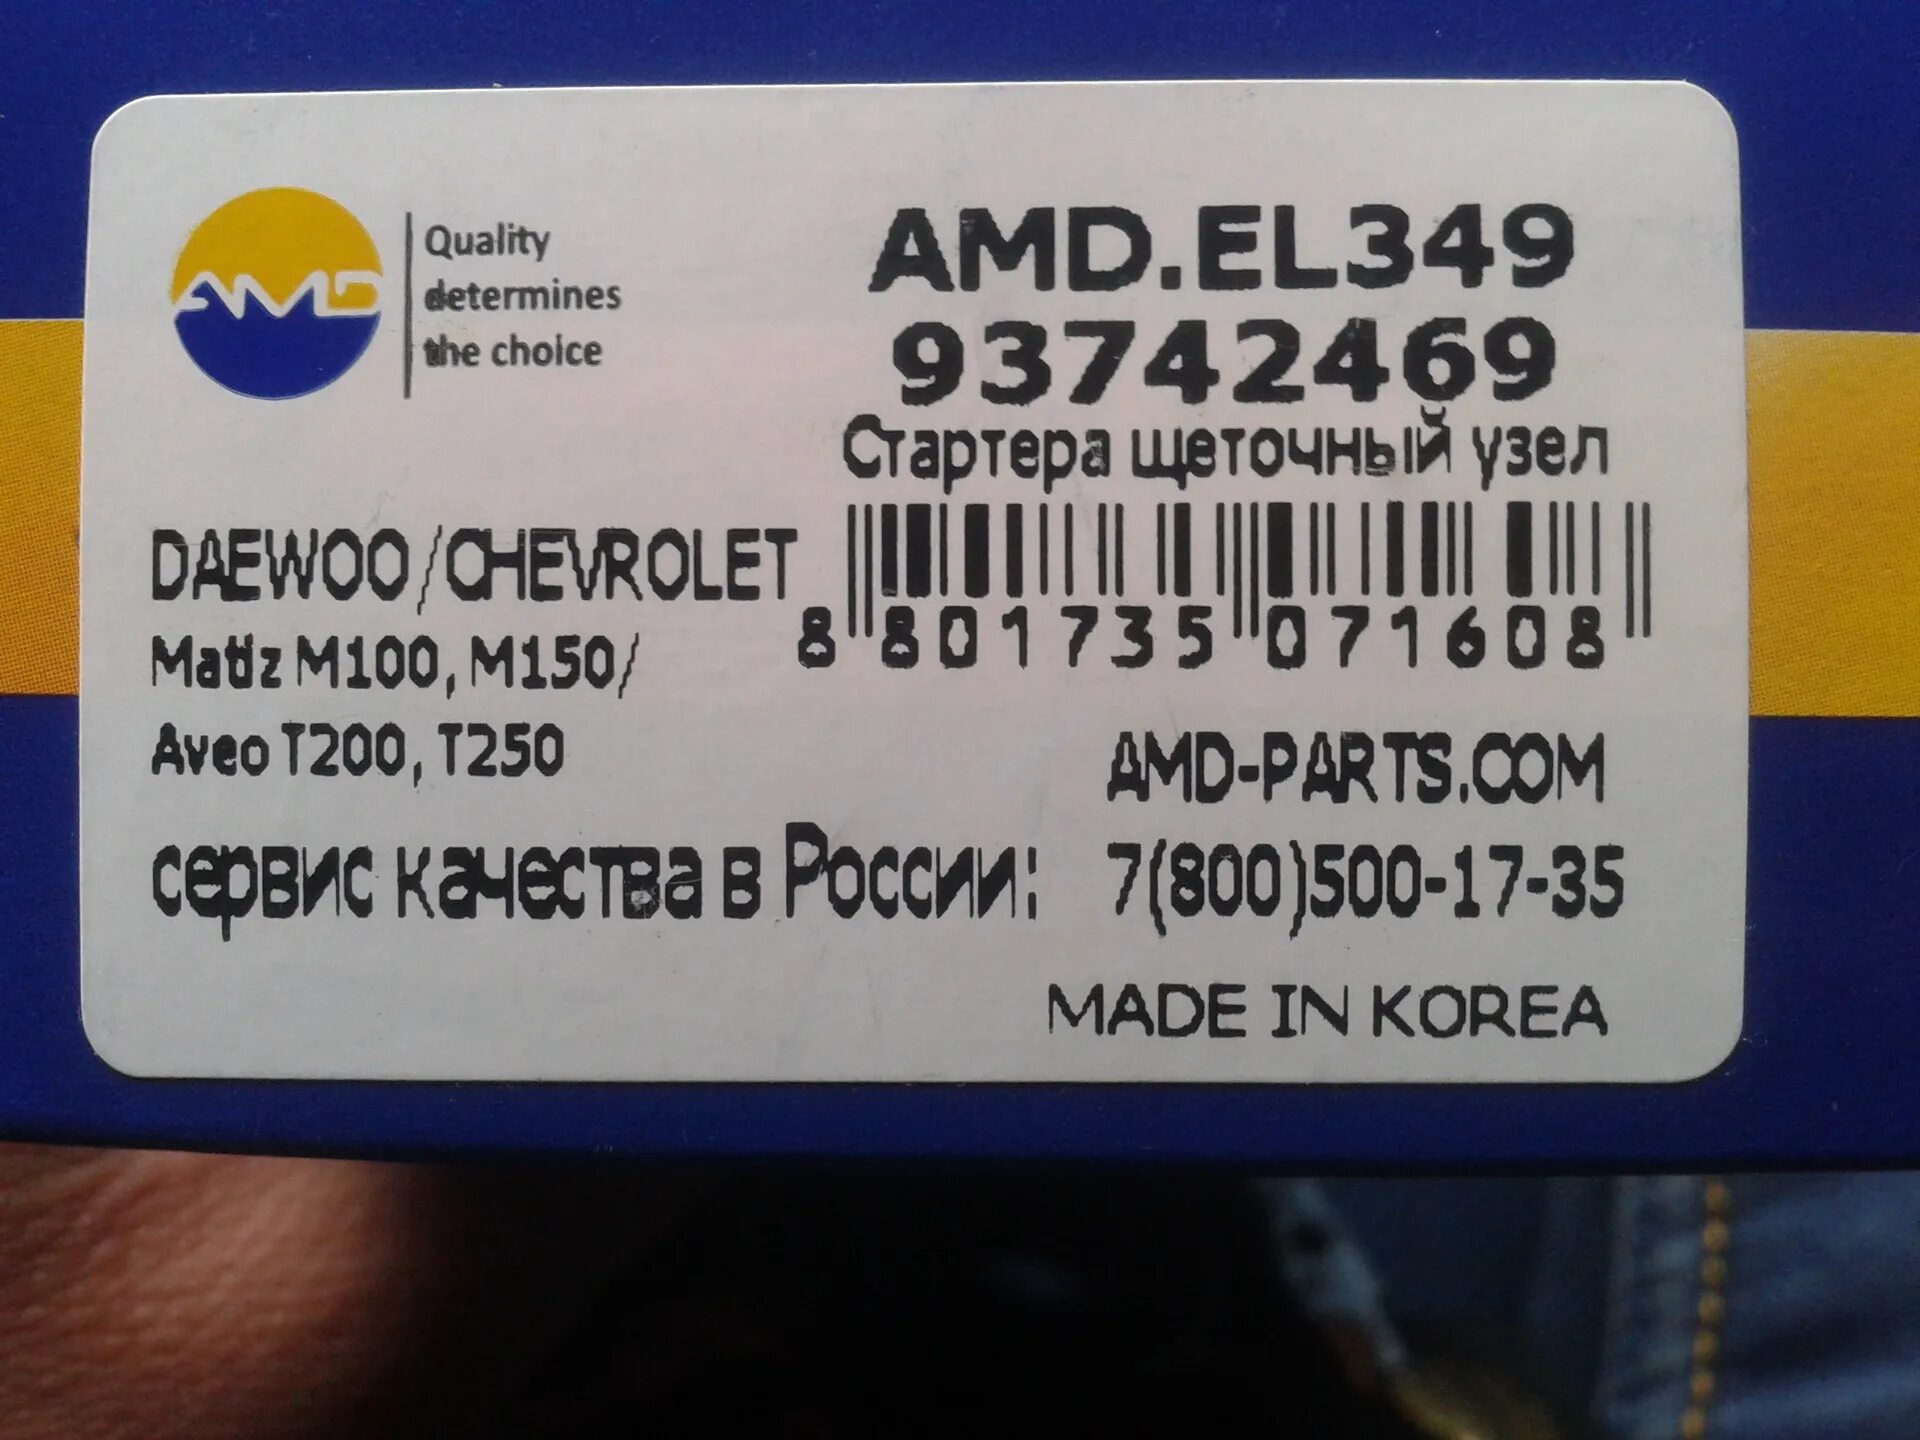 AMD
Quality
determines
the choice
AMD.EL349
93742469
Стартера щеточный узел
8 801735 071608
DAEWOO/CHEVROLET
Matiz M100, M150/
Aveo T200, T250
AMD-PARTS.COM
сервис качества в России: 7(800)500-17-35
MADE IN KOREA